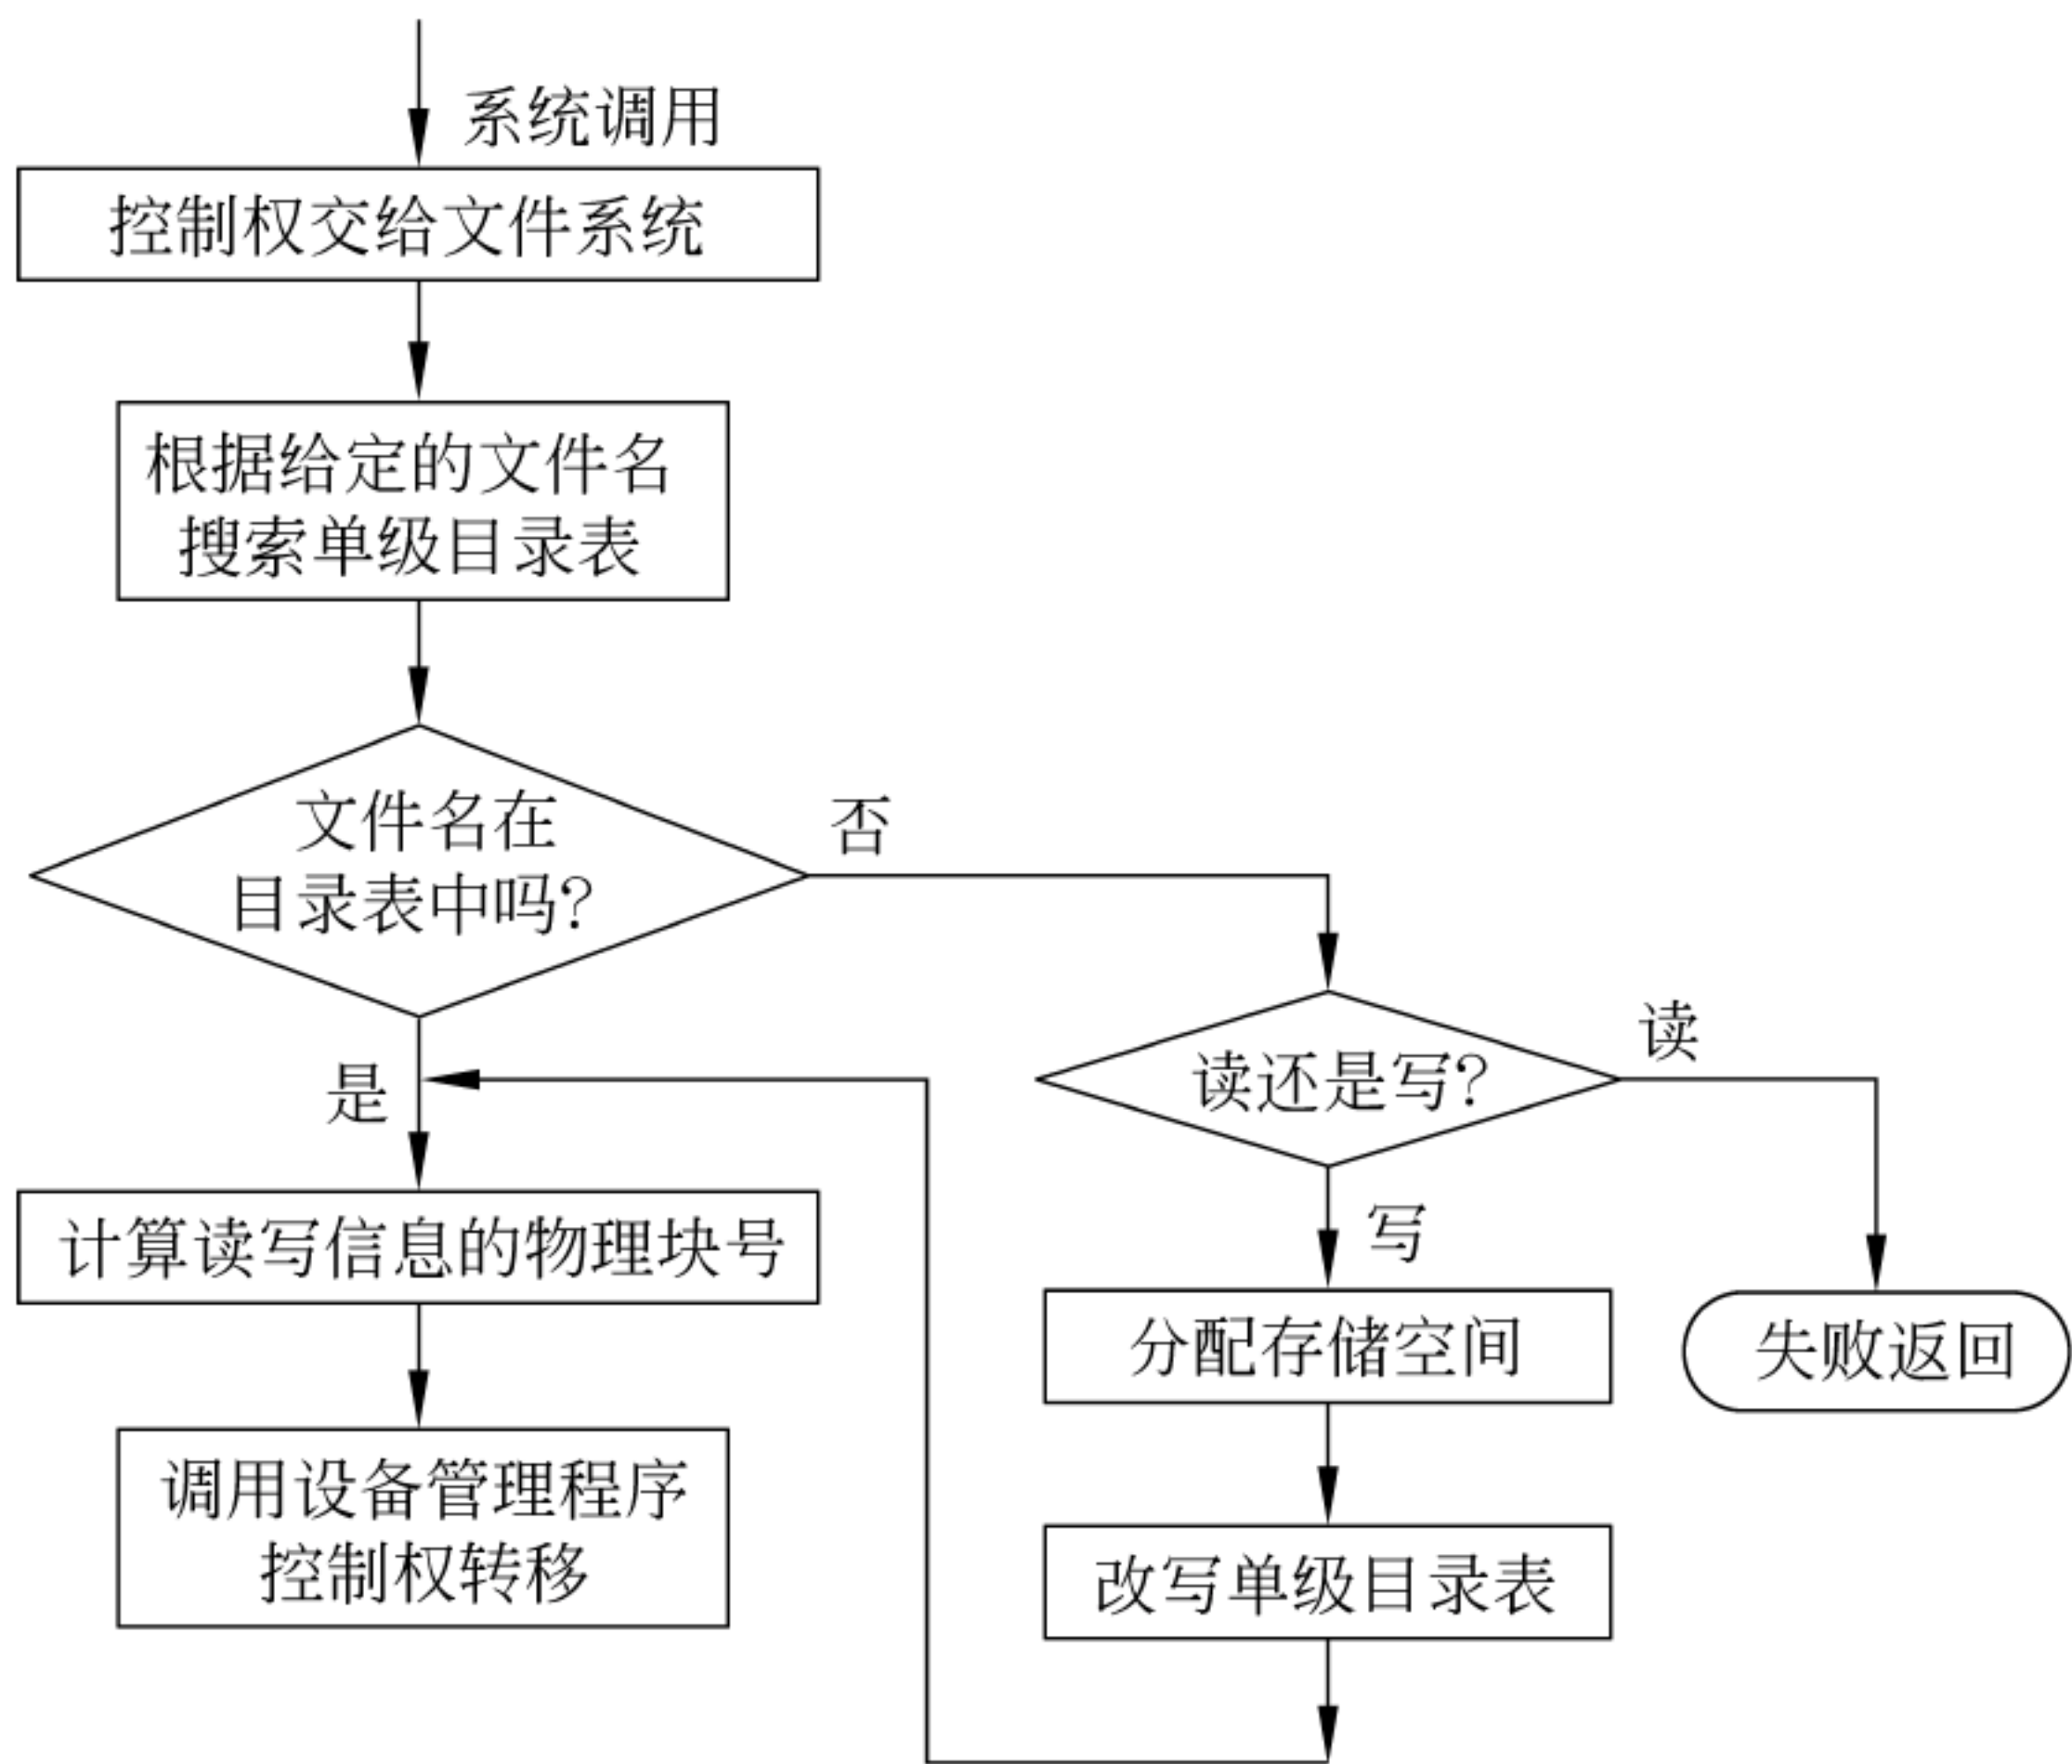 系统调用
控制权交给文件系统
根据给定的文件名
搜索单级目录表
文件名在
目录表中吗?
否
是
读还是写?
读
写
计算读写信息的物理块号
分配存储空间
失败返回
调用设备管理程序
控制权转移
改写单级目录表